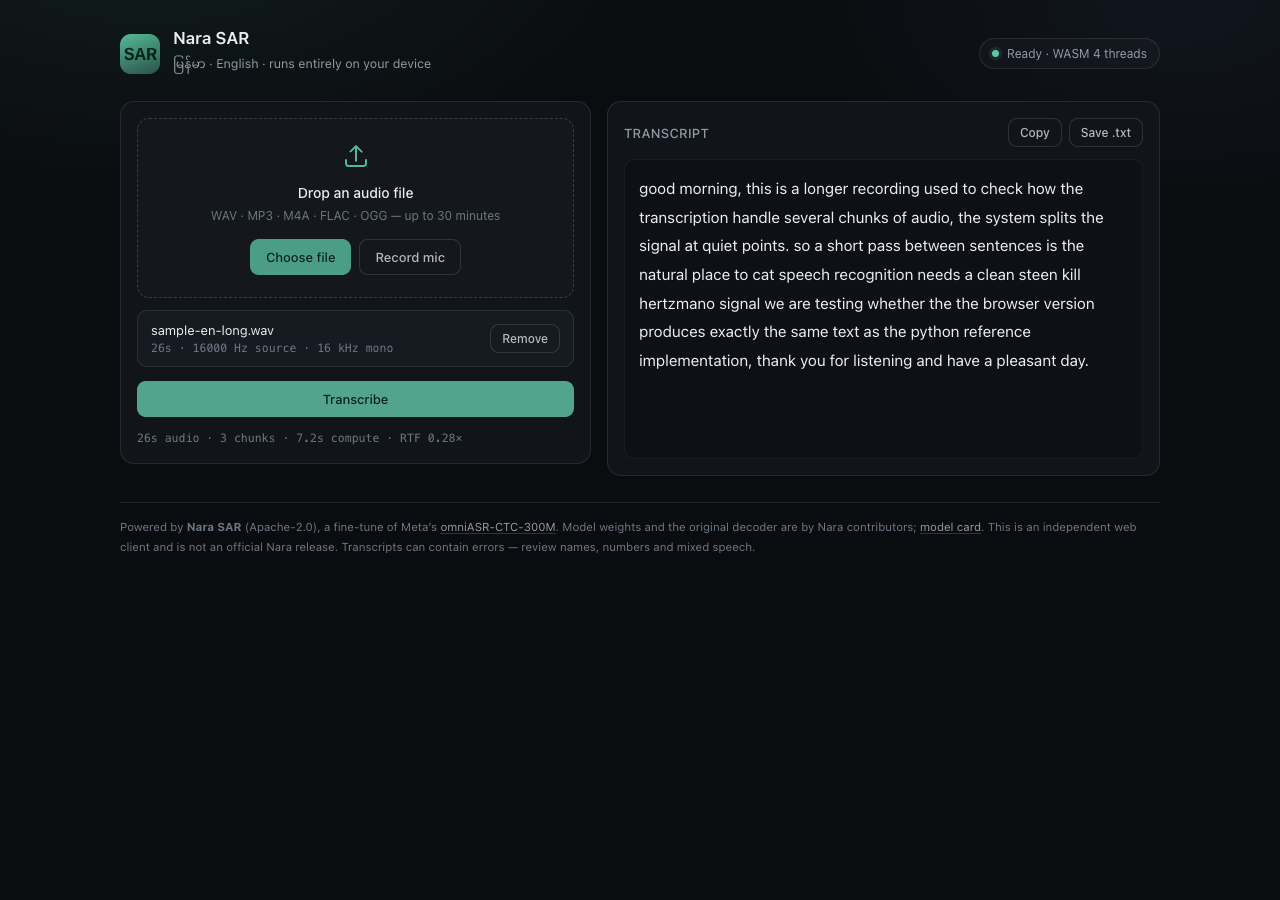 SAR
Nara SAR
မြန်မာ · English · runs entirely on your device
Ready · WASM 4 threads
Drop an audio file
WAV · MP3 · M4A · FLAC · OGG — up to 30 minutes
Choose file
Record mic
sample-en-long.wav
26s · 16000 Hz source · 16 kHz mono
Remove
Transcribe
26s audio · 3 chunks · 7.2s compute · RTF 0.28×
TRANSCRIPT
Copy
Save .txt
good morning, this is a longer recording used to check how the
transcription handle several chunks of audio, the system splits the
signal at quiet points. so a short pass between sentences is the
natural place to cat speech recognition needs a clean steen kill
hertzmano signal we are testing whether the the browser version
produces exactly the same text as the python reference
implementation, thank you for listening and have a pleasant day.
Powered by Nara SAR (Apache-2.0), a fine-tune of Meta's omniASR-CTC-300M. Model weights and the original decoder are by Nara contributors; model card. This is an independent web
client and is not an official Nara release. Transcripts can contain errors — review names, numbers and mixed speech.